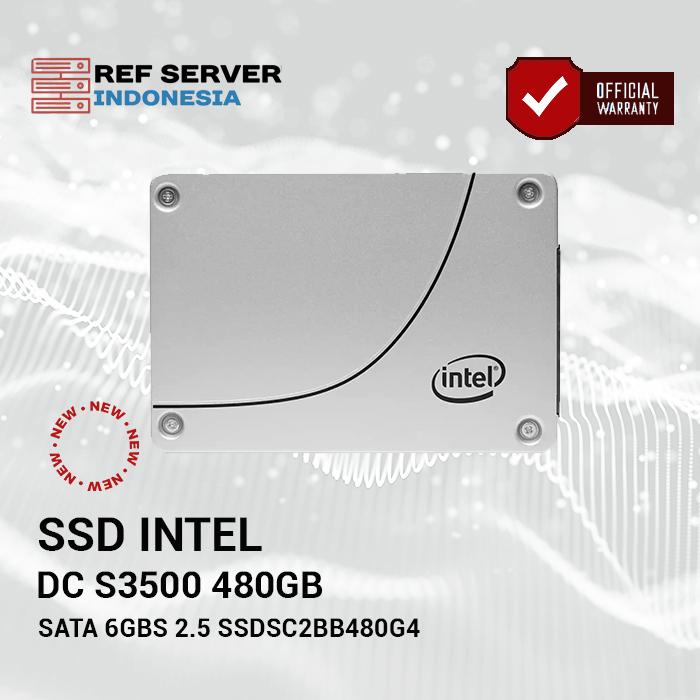 REF SERVER
INDONESIA
OFFICIAL
WARRANTY
intel®
NEW • NEW • NEW • NEW • NEW •
SSD INTEL
DC S3500 480GB
SATA 6GBS 2.5 SSDSC2BB480G4